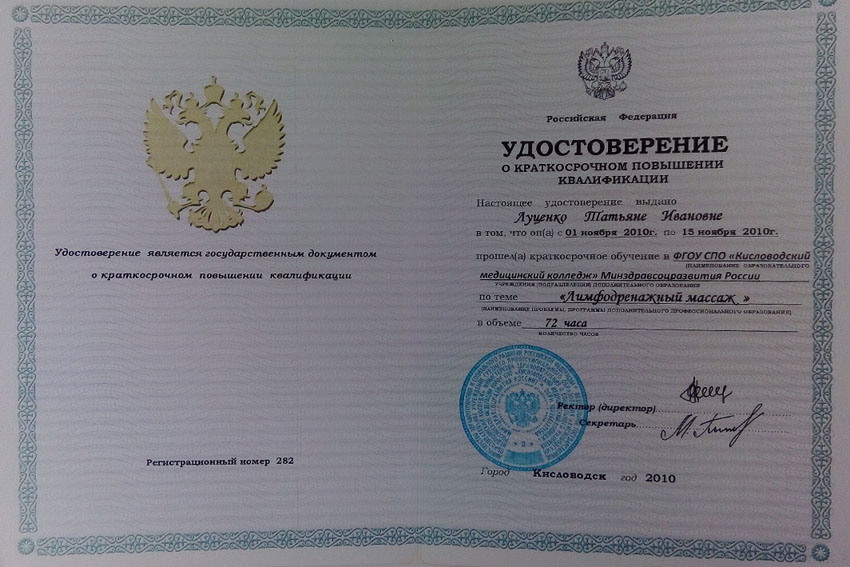 Удостоверение является государственным документом
о краткосрочном повышении квалификации
Регистрационный номер 282
Российская Федерация
УДОСТОВЕРЕНИЕ
О КРАТКОСРОЧНОМ ПОВЫШЕНИИ
КВАЛИФИКАЦИИ
Настоящее удостоверение выдано
Луценко Татьяне Ивановне
в том, что он(а) с 01 ноября 2010г. по 15 ноября 2010г.
прошел(а) краткосрочное обучение в ФГОУ СПО «Кисловодский
(НАИМЕНОВАНИЕ ОБРАЗОВАТЕЛЬНОГО
медицинский колледж» Минздравсоцразвития России
УЧРЕЖДЕНИЯ (ПОДРАЗДЕЛЕНИЯ) ДОПОЛНИТЕЛЬНОГО ОБРАЗОВАНИЯ
по теме «Лимфодренажный массаж »
(НАИМЕНОВАНИЕ ПРОБЛЕМЫ, ПРОГРАММЫ ДОПОЛНИТЕЛЬНОГО ПРОФЕССИОНАЛЬНОГО ОБРАЗОВАНИЯ)
в объеме 72 часа
КОЛИЧЕСТВО ЧАСОВ
Ректор (директор)
Секретарь
Город Кисловодск год 2010